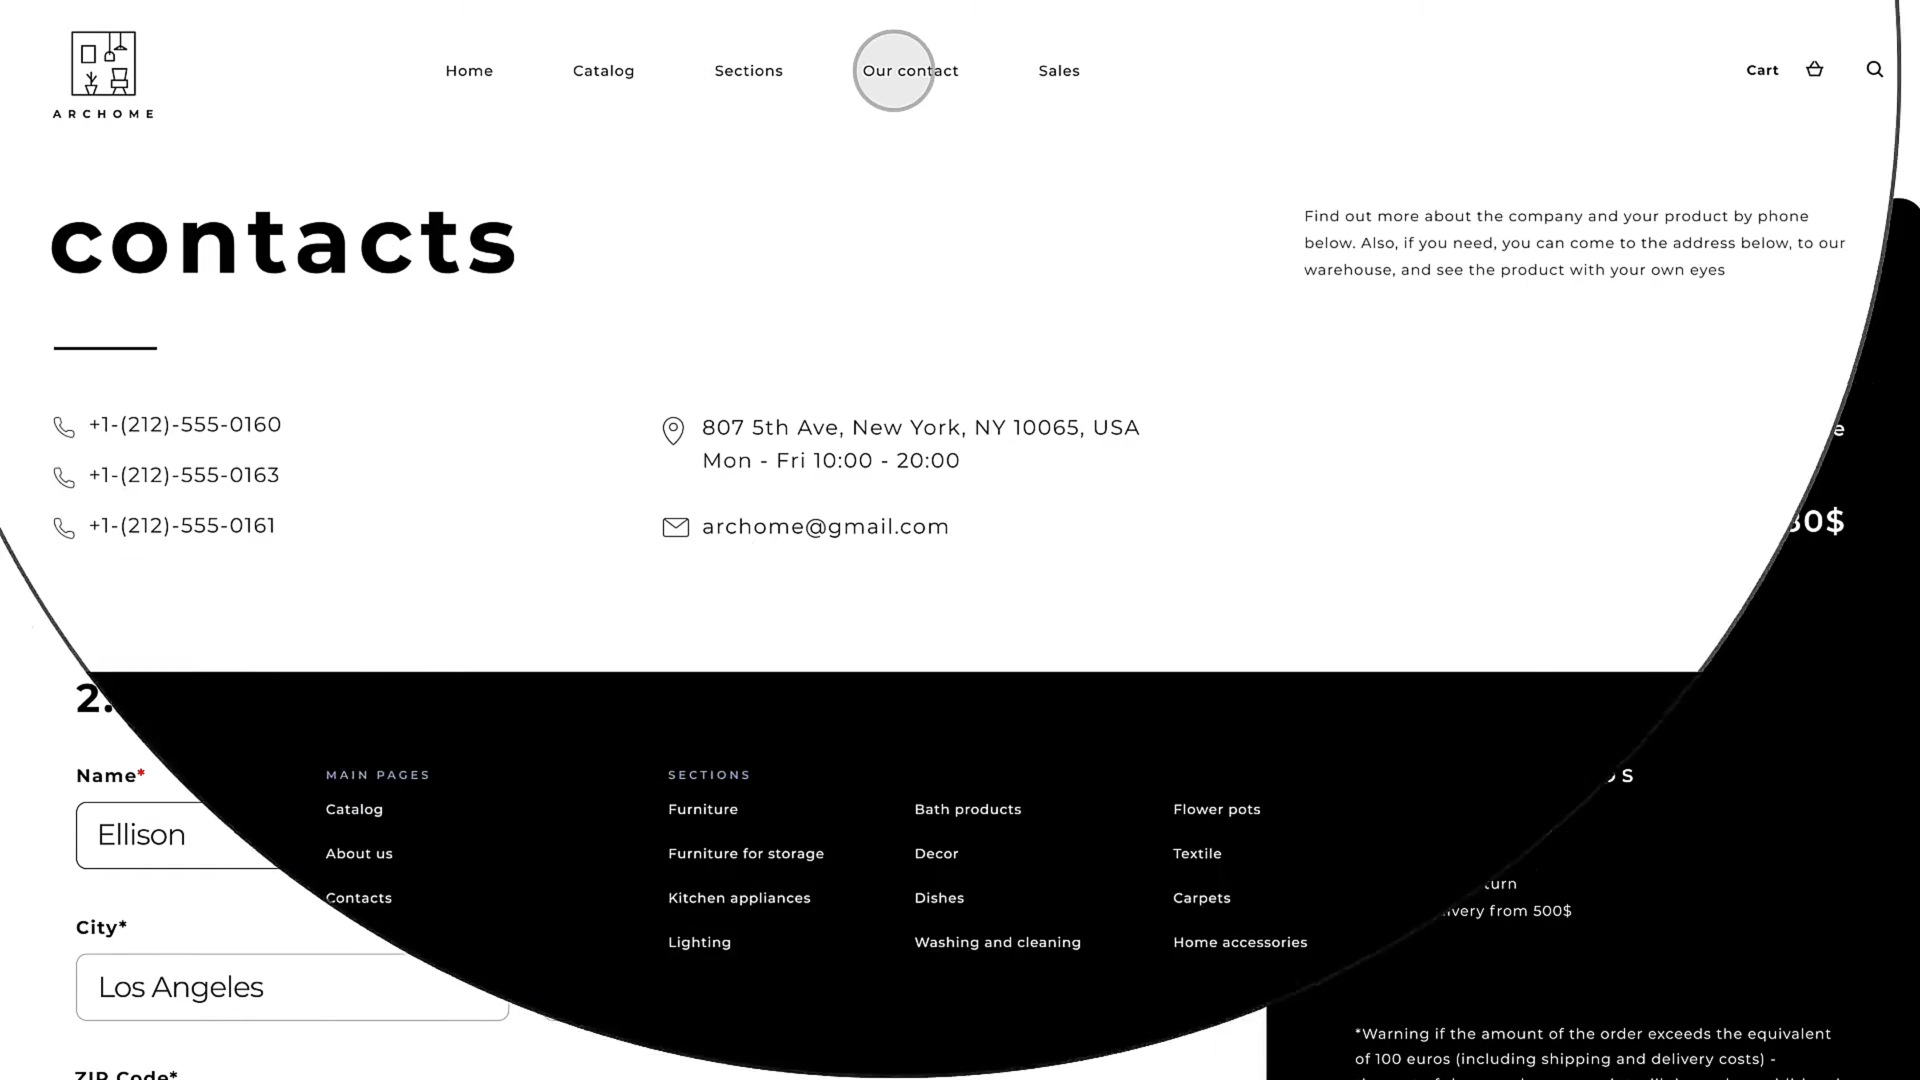 ARCHOME
Home
Catalog
Sections
Our contact
Sales
Cart
contacts
Find out more about the company and your product by phone
below. Also, if you need, you can come to the address below, to our
warehouse, and see the product with your own eyes
+1-(212)-555-0160
+1-(212)-555-0163
+1-(212)-555-0161
807 5th Ave, New York, NY 10065, USA
Mon - Fri 10:00 - 20:00
archome@gmail.com
2.
Name*
Ellison
City*
Los Angeles
ZIP Code*
MAIN PAGES
Catalog
About us
Contacts
SECTIONS
Furniture
Furniture for storage
Kitchen appliances
Lighting
Bath products
Decor
Dishes
Washing and cleaning
Flower pots
Textile
Carpets
Home accessories
from 500$
*Warning if the amount of the order exceeds the equivalent
of 100 euros (including shipping and delivery costs) -